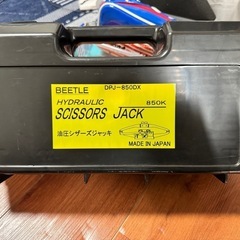 BEETLE DPJ-850DX
HYDRAULIC 850K
SCISSORS JACK
油圧シザーズジャッキ
MADE IN JAPAN